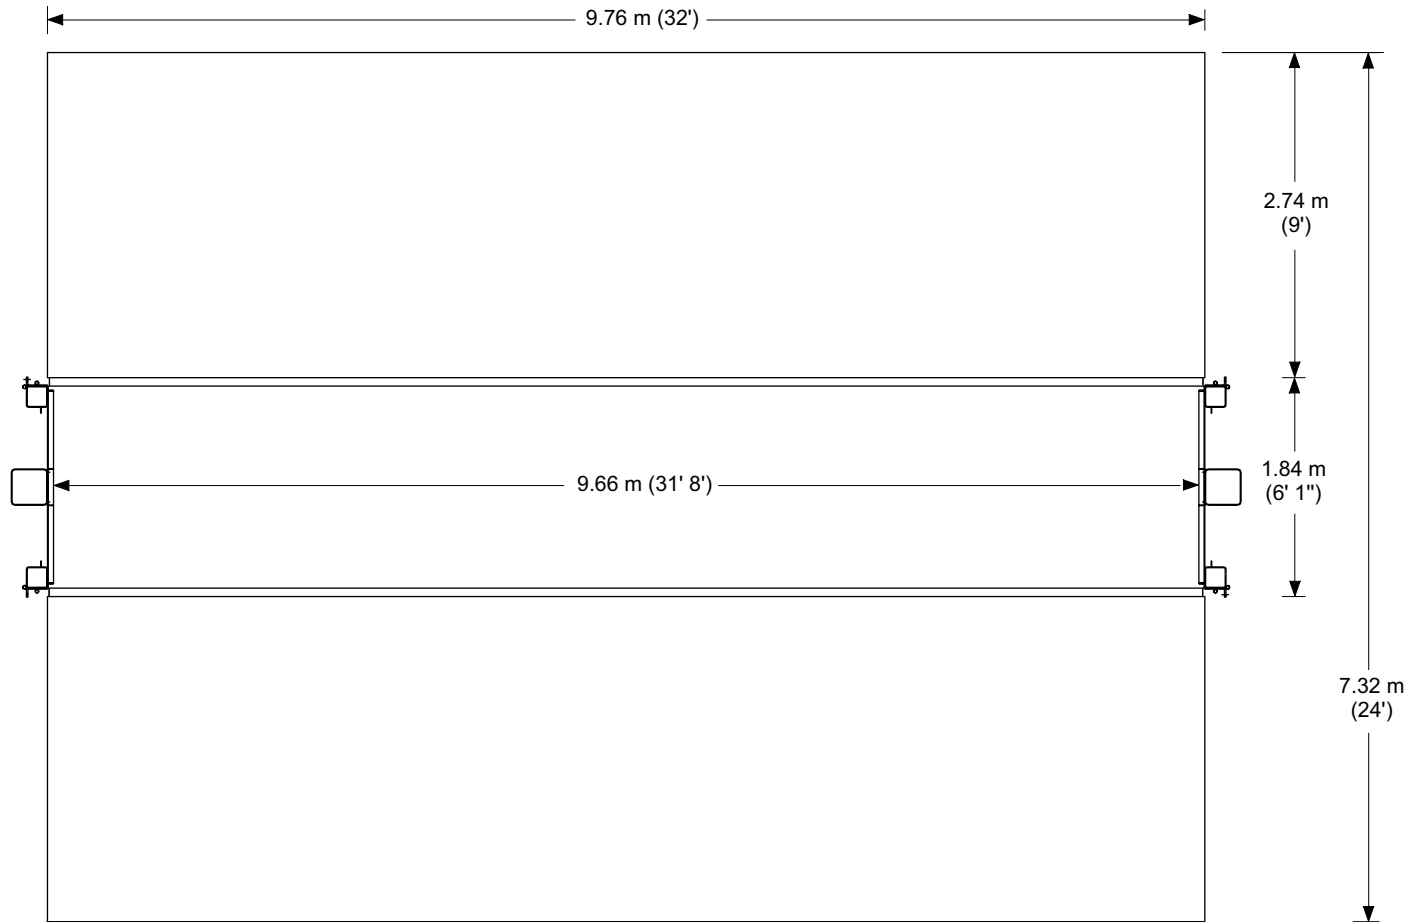 9.76 m (32')
2.74 m
(9')
9.66 m (31' 8')
1.84 m
(6' 1")
7.32 m
(24')